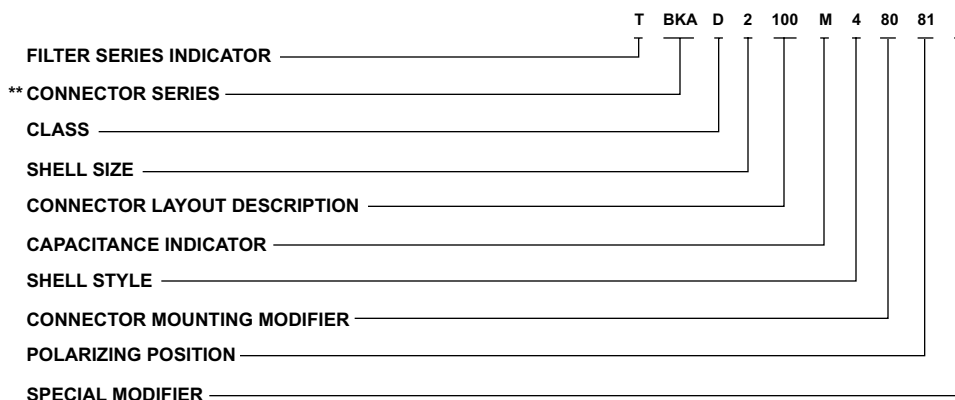 T BKA D 2 100 M 4 80 81
FILTER SERIES INDICATOR
** CONNECTOR SERIES
CLASS
SHELL SIZE
CONNECTOR LAYOUT DESCRIPTION
CAPACITANCE INDICATOR
SHELL STYLE
CONNECTOR MOUNTING MODIFIER
POLARIZING POSITION
SPECIAL MODIFIER